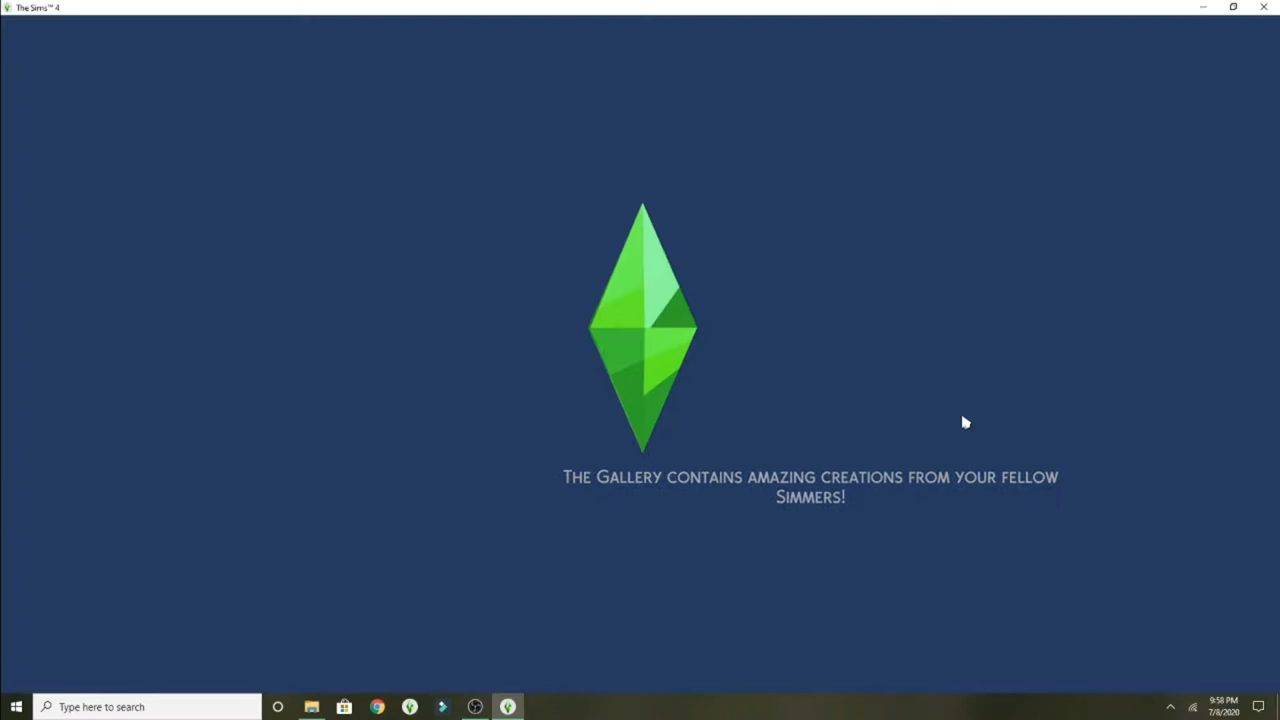 The Sims™ 4
THE GALLERY CONTAINS AMAZING CREATIONS FROM YOUR FELLOW
SIMMERS!
Type here to search
9:58 PM
7/8/2020